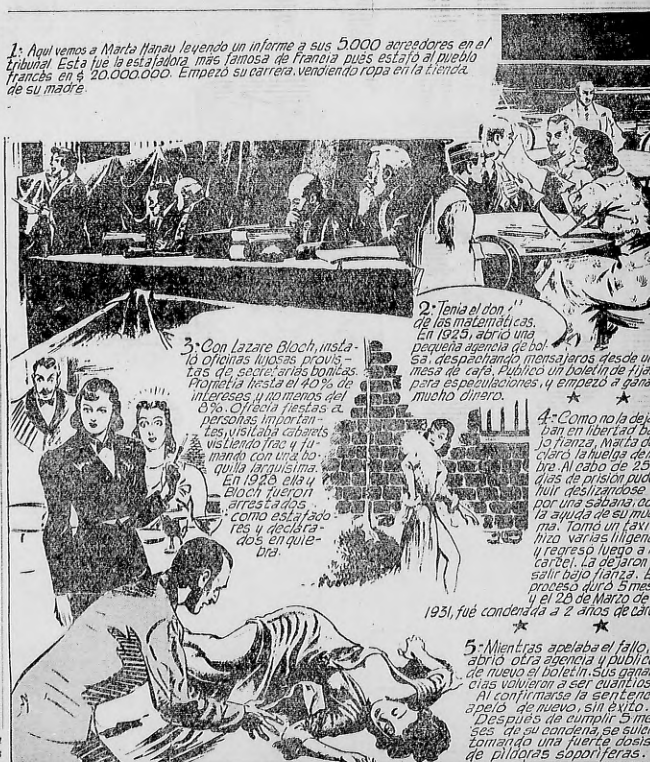 1:- Aquí vemos a Marta Hanau leyendo un informe a sus 5.000 acreedores en el
tribunal. Esta fué la estafadora más famosa de Francia pues estafó al pueblo
francés en $ 20.000.000. Empezó su carrera, vendiendo ropa en la tienda
de su madre.
2:- Tenía el don
de las matemáticas.
En 1925, abrió una
pequeña agencia de bol-
sa, despachando mensajeros desde u
mesa de café. Publicó un boletín de fija
para especulaciones, y empezó a gana
mucho dinero.
3:- Con Lazare Bloch, insta-
ló oficinas lujosas provis-
tas de secretarias bonitas.
Prometía hasta el 40% de
intereses y no menos del
8%. Ofrecía fiestas a
personas importan-
tes, visitaba cabarets
vistiendo frac y fu-
mando con una bo-
quilla larguísima.
En 1928 ella y
Bloch fueron
arrestados
como estafado-
res y declara-
dos en quie-
bra.
4:- Como no la deja
ban en libertad ba
jo fianza, Marta de
claró la huelga de
bre. Al cabo de 25
días de prisión pud
huir deslizándose
por una sábana, co
la ayuda de su mu
ma. Tomó un taxi
hizo varias diligen
y regresó luego a
cárcel. La dejaron
salir bajo fianza. E
proceso duró 5 mes
y el 28 de Marzo de
1931, fué condenada a 2 años de cár
5:- Mientras apelaba el fallo,
abrió otra agencia y publicó
de nuevo el boletín. Sus gana
cias volvieron a ser cuantios
Al confirmarse la sentenc
apeló de nuevo, sin éxito.
Después de cumplir 5 me
ses de su condena, se suici
tomando una fuerte dosis
de píldoras soporíferas.